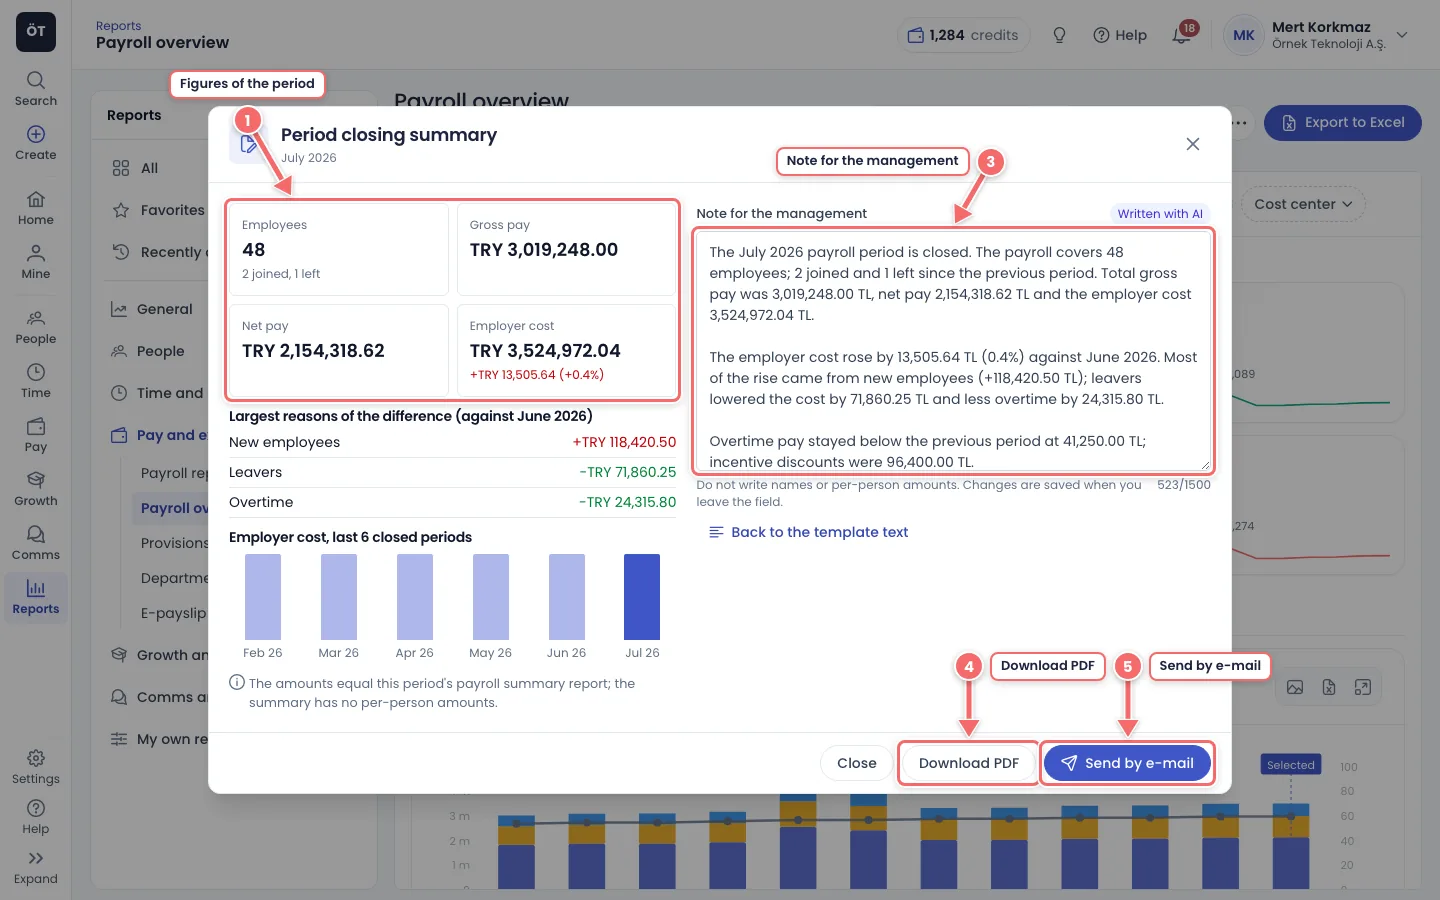 ÖT
Reports
Payroll overview
1,284 credits
Help
18
MK
Mert Korkmaz
Örnek Teknoloji A.Ş.
Search
Create
Home
Mine
People
Time
Pay
Growth
Comms
Reports
Settings
Help
Expand
Reports
All
Favorites
Recently
General
People
Time and
Pay and e
Payroll rep
Payroll ov
Provisions
Departme
E-payslip
Growth an
Comms a
My own re
Payroll overview
Export to Excel
Cost center
,089
,274
Figures of the period
1
Period closing summary
July 2026
Note for the management
3
Employees
48
2 joined, 1 left
Gross pay
TRY 3,019,248.00
Net pay
TRY 2,154,318.62
Employer cost
TRY 3,524,972.04
+TRY 13,505.64 (+0.4%)
Largest reasons of the difference (against June 2026)
New employees +TRY 118,420.50
Leavers -TRY 71,860.25
Overtime -TRY 24,315.80
Employer cost, last 6 closed periods
Feb 26 Mar 26 Apr 26 May 26 Jun 26 Jul 26
The amounts equal this period's payroll summary report; the
summary has no per-person amounts.
Note for the management
Written with AI
The July 2026 payroll period is closed. The payroll covers 48
employees; 2 joined and 1 left since the previous period. Total gross
pay was 3,019,248.00 TL, net pay 2,154,318.62 TL and the employer cost
3,524,972.04 TL.
The employer cost rose by 13,505.64 TL (0.4%) against June 2026. Most
of the rise came from new employees (+118,420.50 TL); leavers
lowered the cost by 71,860.25 TL and less overtime by 24,315.80 TL.
Overtime pay stayed below the previous period at 41,250.00 TL;
incentive discounts were 96,400.00 TL.
Do not write names or per-person amounts. Changes are saved when you
leave the field.
523/1500
Back to the template text
4
Download PDF
5
Send by e-mail
Close
Download PDF
Send by e-mail
Selected
3 m
2 m
1 m
100
80
60
40
20